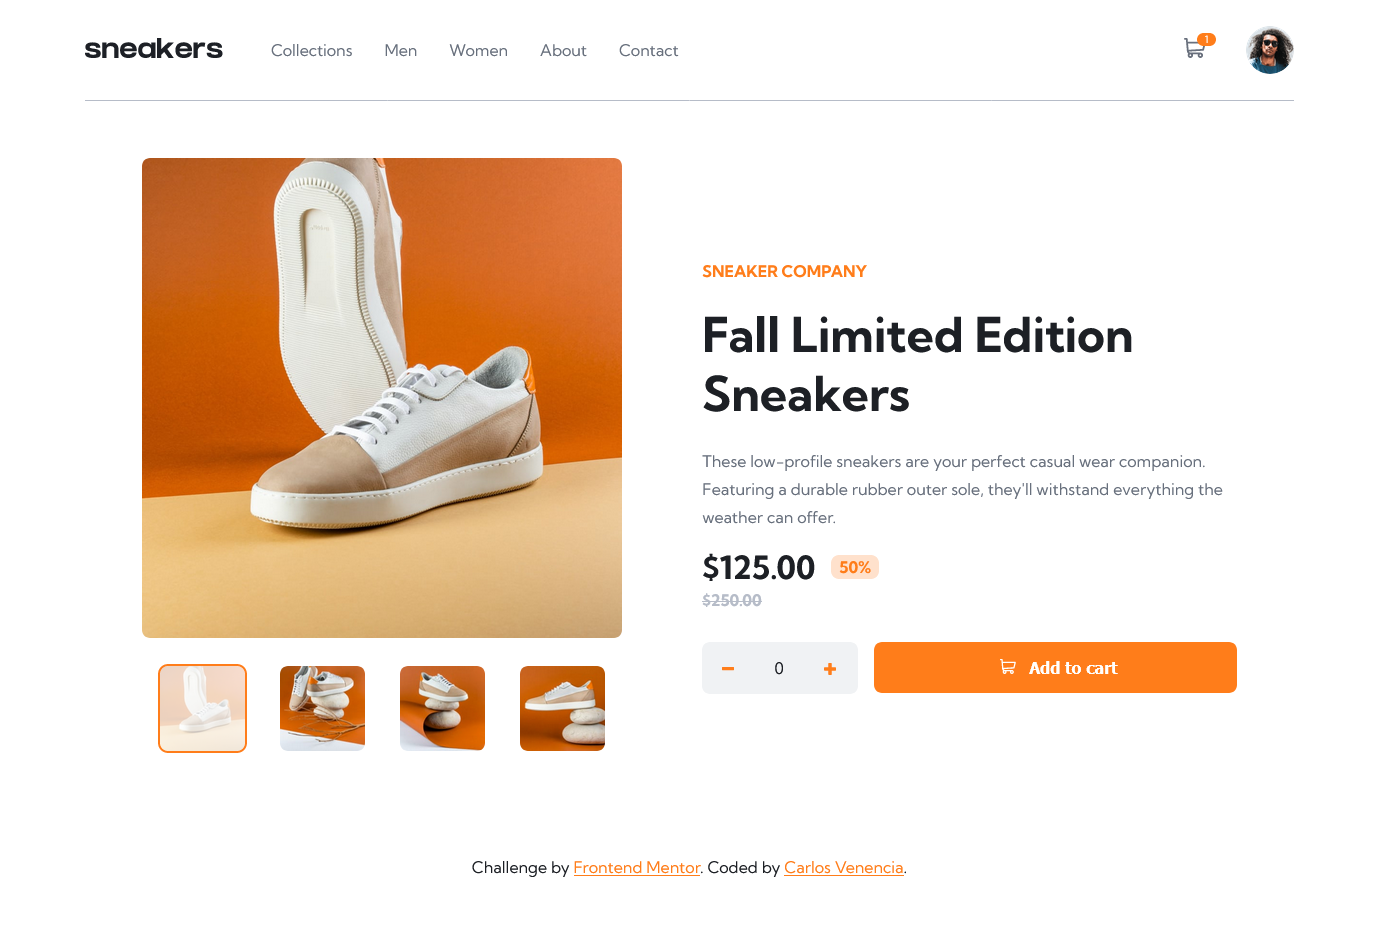 sneakers Collections Men Women About Contact 1
SNEAKER COMPANY
Fall Limited Edition
Sneakers
These low-profile sneakers are your perfect casual wear companion.
Featuring a durable rubber outer sole, they'll withstand everything the
weather can offer.
$125.00 50%
$250.00
0 Add to cart
Challenge by Frontend Mentor. Coded by Carlos Venencia.